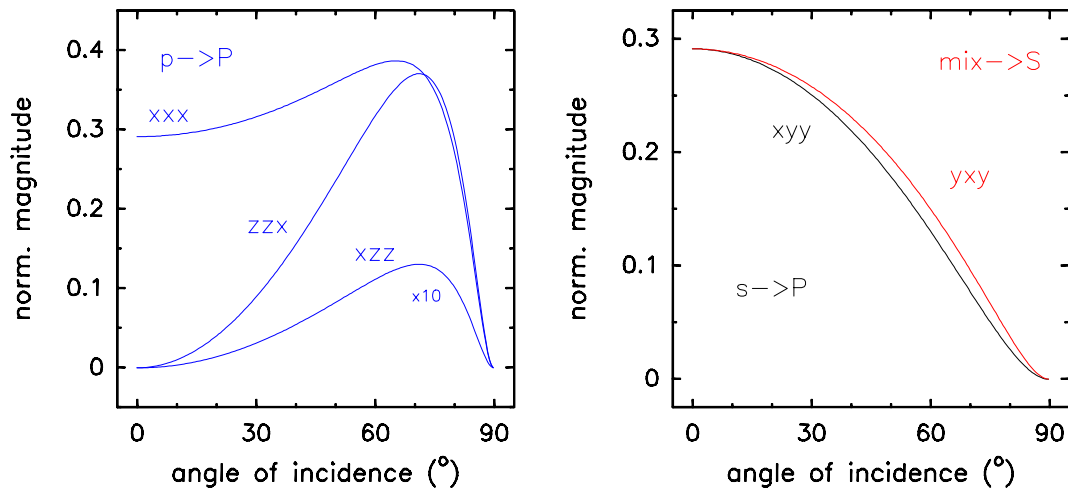 0.4
0.3
0.2
0.1
0
norm. magnitude
p->P
xxx
zzx
xzz
x10
0 30 60 90
angle of incidence (°)
0.3
0.2
0.1
0
norm. magnitude
mix->S
xyy
yxy
s->P
0 30 60 90
angle of incidence (°)